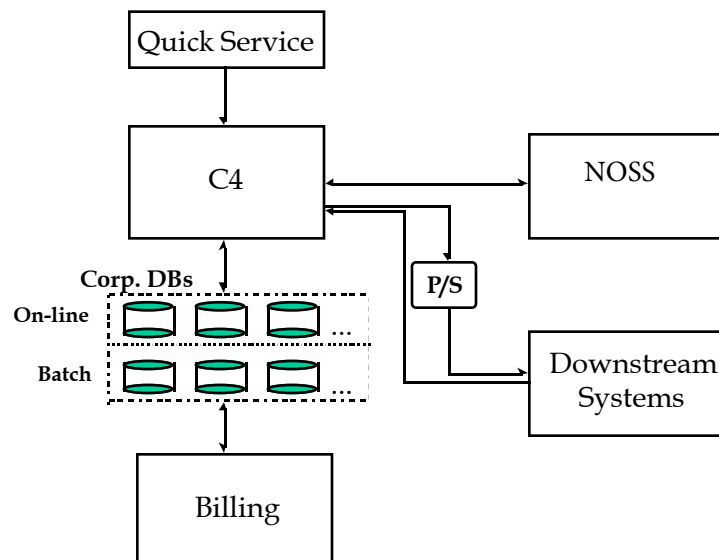 Quick Service
C4
NOSS
Corp. DBs
P/S
On-line
...
Batch
...
Downstream
Systems
Billing